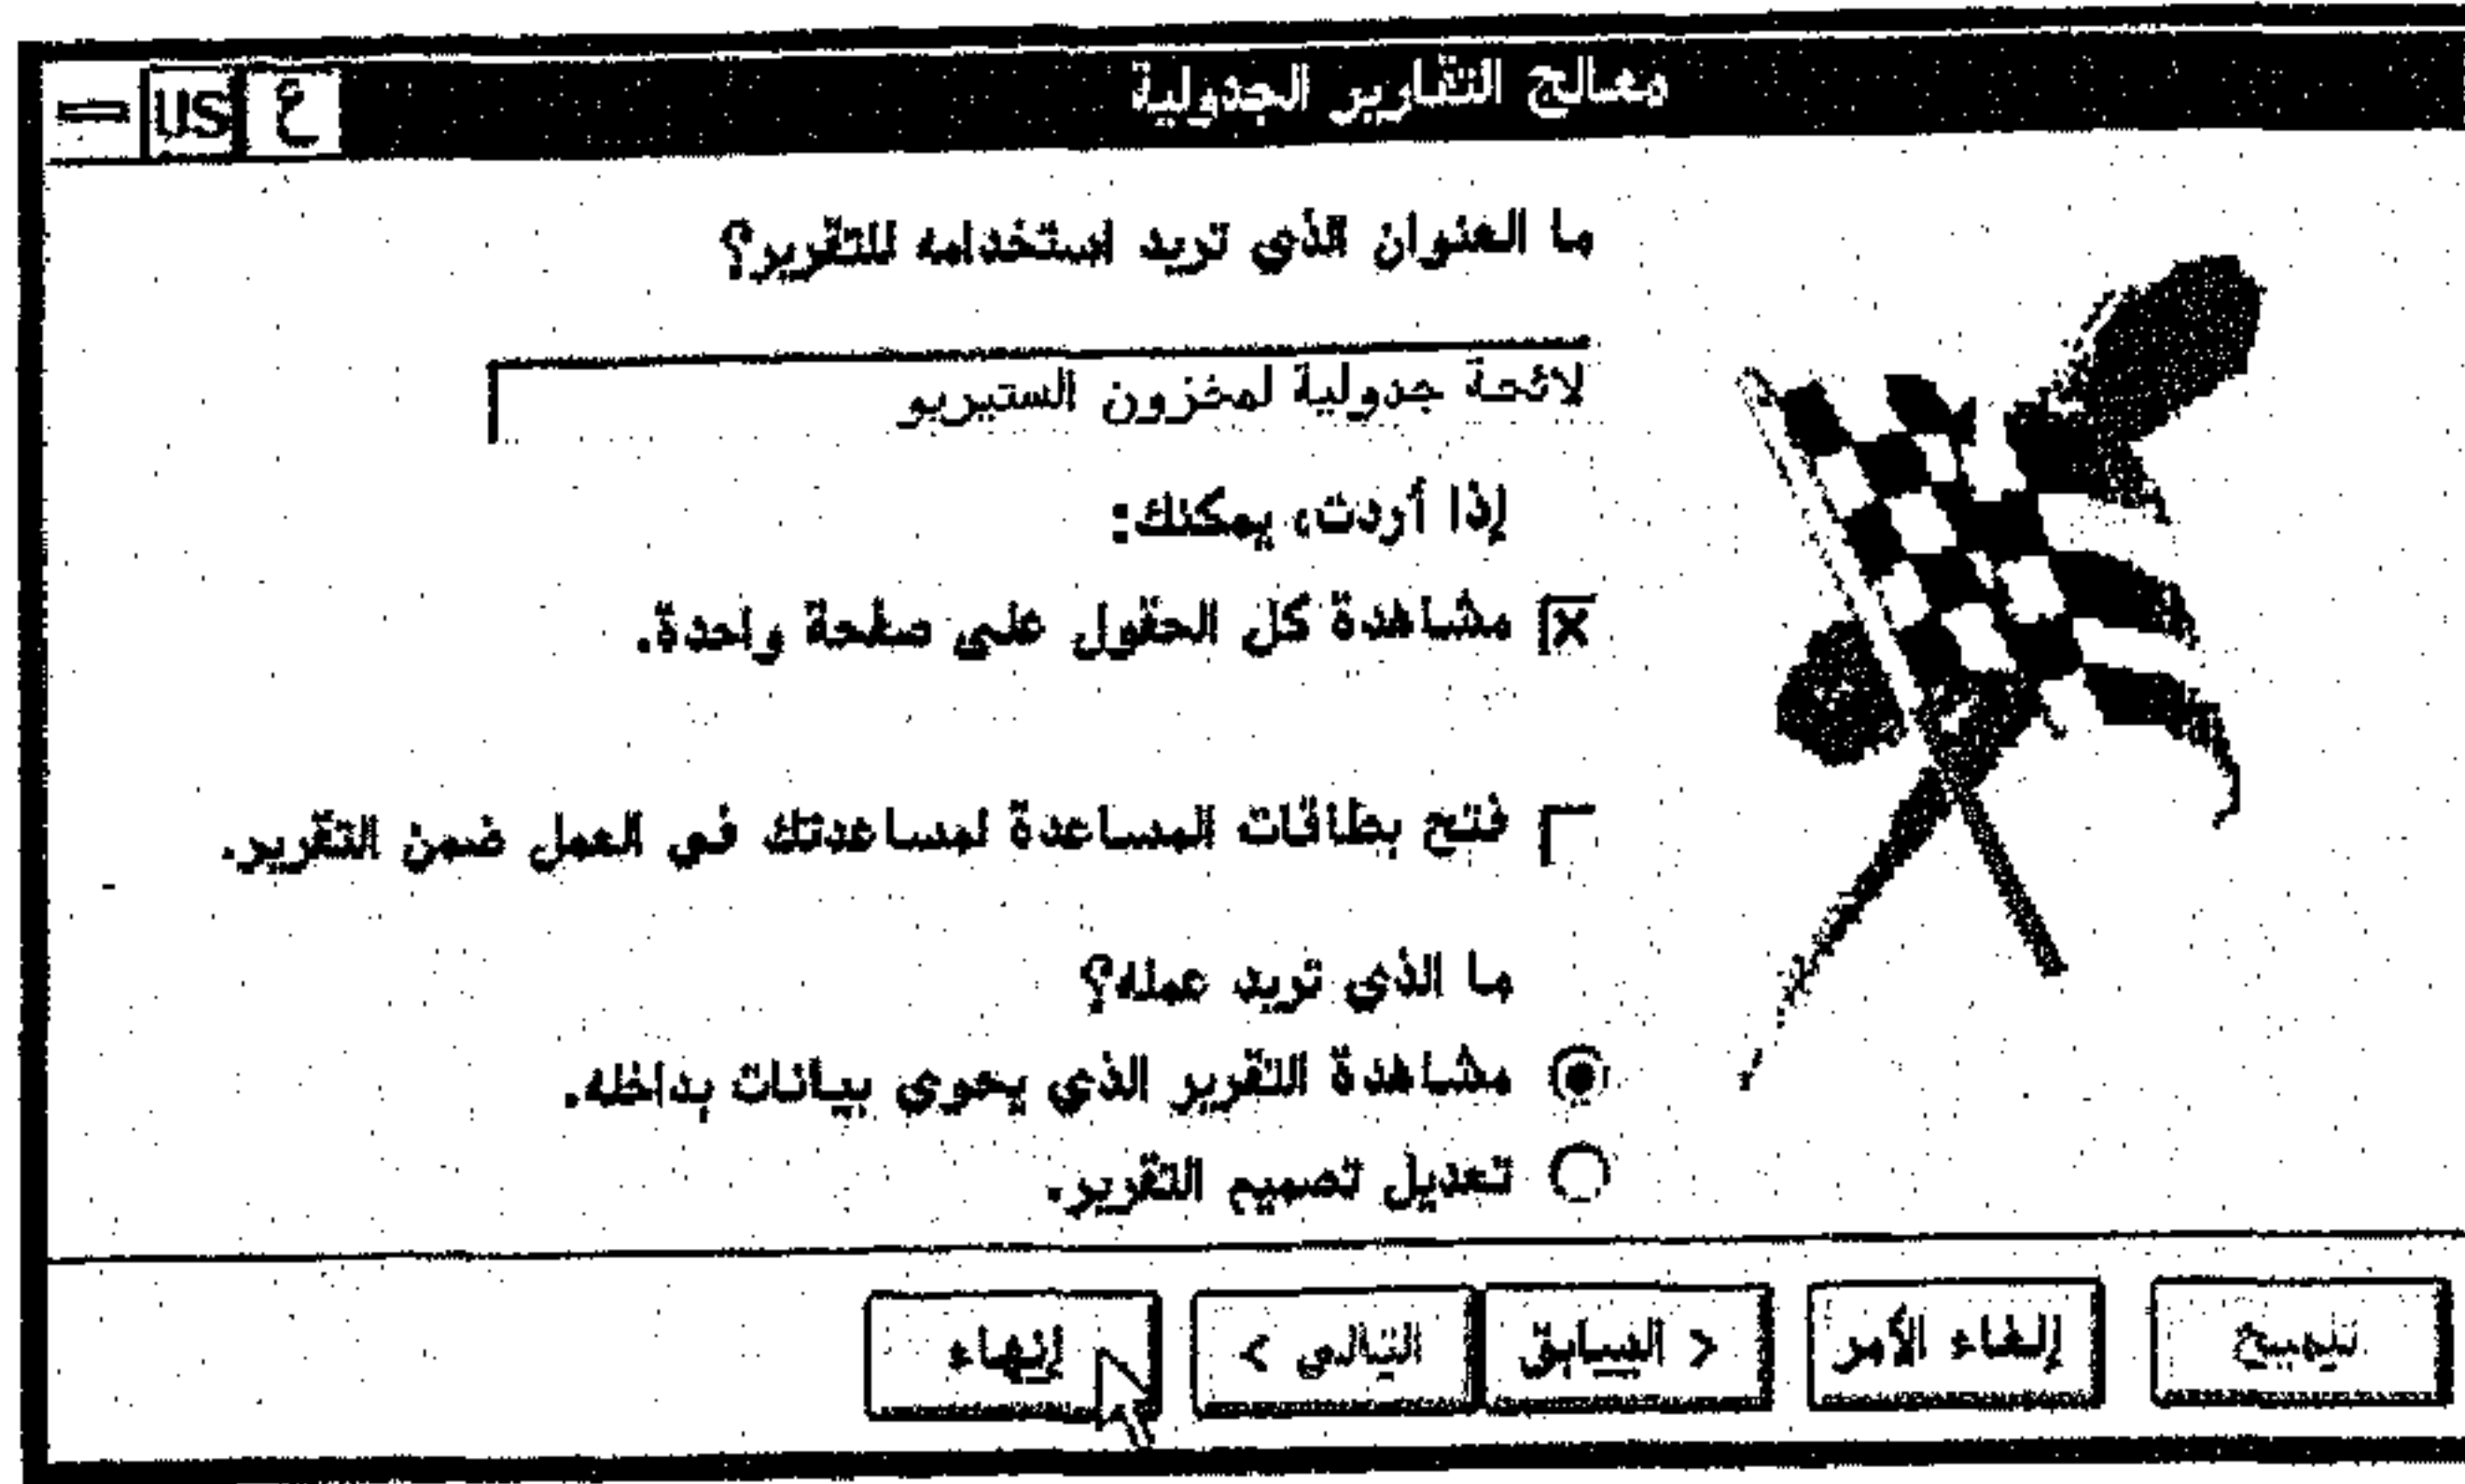 معالج التقارير الجدولية
ع US
ما العنوان الذي تريد استخدامه للتقرير؟
لائحة جدولية لمخزون الستيريو
إذا أردت، يمكنك:
مشاهدة كل الحقول على صفحة واحدة.
فتح بطاقات المساعدة لمساعدتك في العمل ضمن التقرير.
ما الذي تريد عمله؟
مشاهدة التقرير الذي يحوي بيانات بداخله.
تعديل تصميم التقرير.
تلميح إلغاء الأمر < السابق التالي > إنهاء